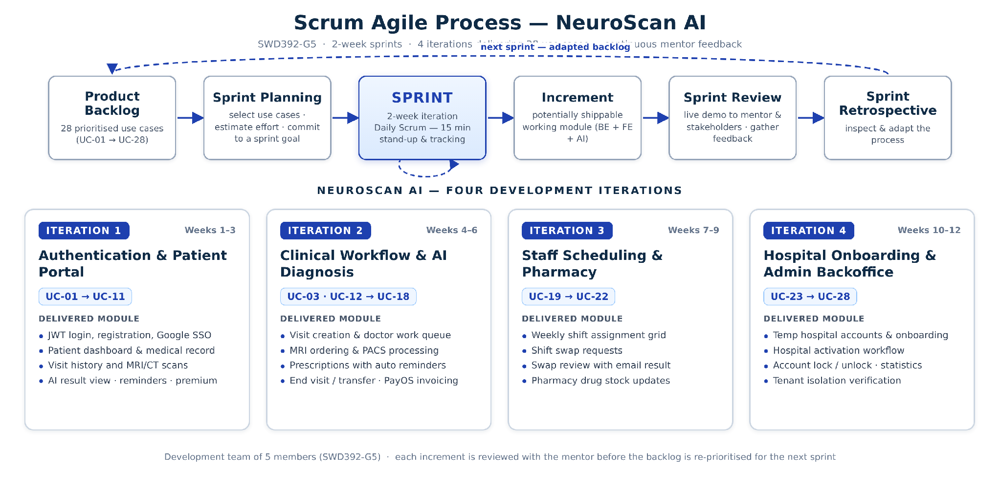 Scrum Agile Process — NeuroScan AI
SWD392-G5 · 2-week sprints · 4 iterations continuous mentor feedback
next sprint — adapted backlog
Product
Backlog
28 prioritised use cases
(UC-01 → UC-28)
Sprint Planning
select use cases ·
estimate effort · commit
to a sprint goal
SPRINT
2-week iteration
Daily Scrum — 15 min
stand-up & tracking
Increment
potentially shippable
working module (BE + FE
+ AI)
Sprint Review
live demo to mentor &
stakeholders · gather
feedback
Sprint
Retrospective
inspect & adapt the
process
NEUROSCAN AI — FOUR DEVELOPMENT ITERATIONS
ITERATION 1
Weeks 1–3
Authentication & Patient
Portal
UC-01 → UC-11
DELIVERED MODULE
• JWT login, registration, Google SSO
• Patient dashboard & medical record
• Visit history and MRI/CT scans
• AI result view · reminders · premium
ITERATION 2
Weeks 4–6
Clinical Workflow & AI
Diagnosis
UC-03 · UC-12 → UC-18
DELIVERED MODULE
• Visit creation & doctor work queue
• MRI ordering & PACS processing
• Prescriptions with auto reminders
• End visit / transfer · PayOS invoicing
ITERATION 3
Weeks 7–9
Staff Scheduling &
Pharmacy
UC-19 → UC-22
DELIVERED MODULE
• Weekly shift assignment grid
• Shift swap requests
• Swap review with email result
• Pharmacy drug stock updates
ITERATION 4
Weeks 10–12
Hospital Onboarding &
Admin Backoffice
UC-23 → UC-28
DELIVERED MODULE
• Temp hospital accounts & onboarding
• Hospital activation workflow
• Account lock / unlock · statistics
• Tenant isolation verification
Development team of 5 members (SWD392-G5) · each increment is reviewed with the mentor before the backlog is re-prioritised for the next sprint